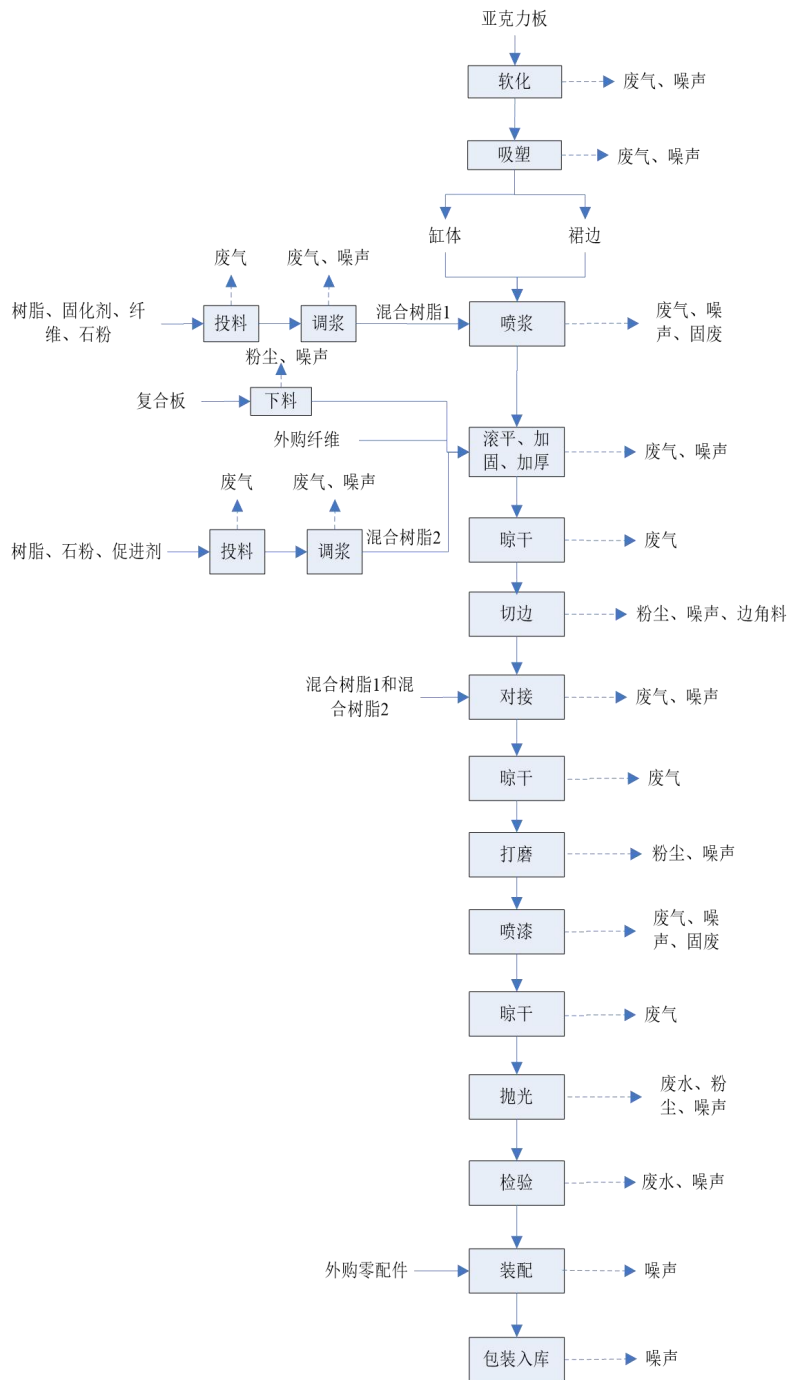 亚克力板
软化
废气、噪声
吸塑
废气、噪声
缸体
裙边
废气
废气、噪声
树脂、固化剂、纤
维、石粉
投料
调浆
混合树脂1
喷浆
废气、噪
声、固废
粉尘、噪声
复合板
下料
外购纤维
滚平、加
固、加厚
废气、噪声
废气
废气、噪声
树脂、石粉、促进剂
投料
调浆
混合树脂2
晾干
废气
切边
粉尘、噪声、边角料
混合树脂1和混
合树脂2
对接
废气、噪声
晾干
废气
打磨
粉尘、噪声
喷漆
废气、噪
声、固废
晾干
废气
抛光
废水、粉
尘、噪声
检验
废水、噪声
外购零配件
装配
噪声
包装入库
噪声